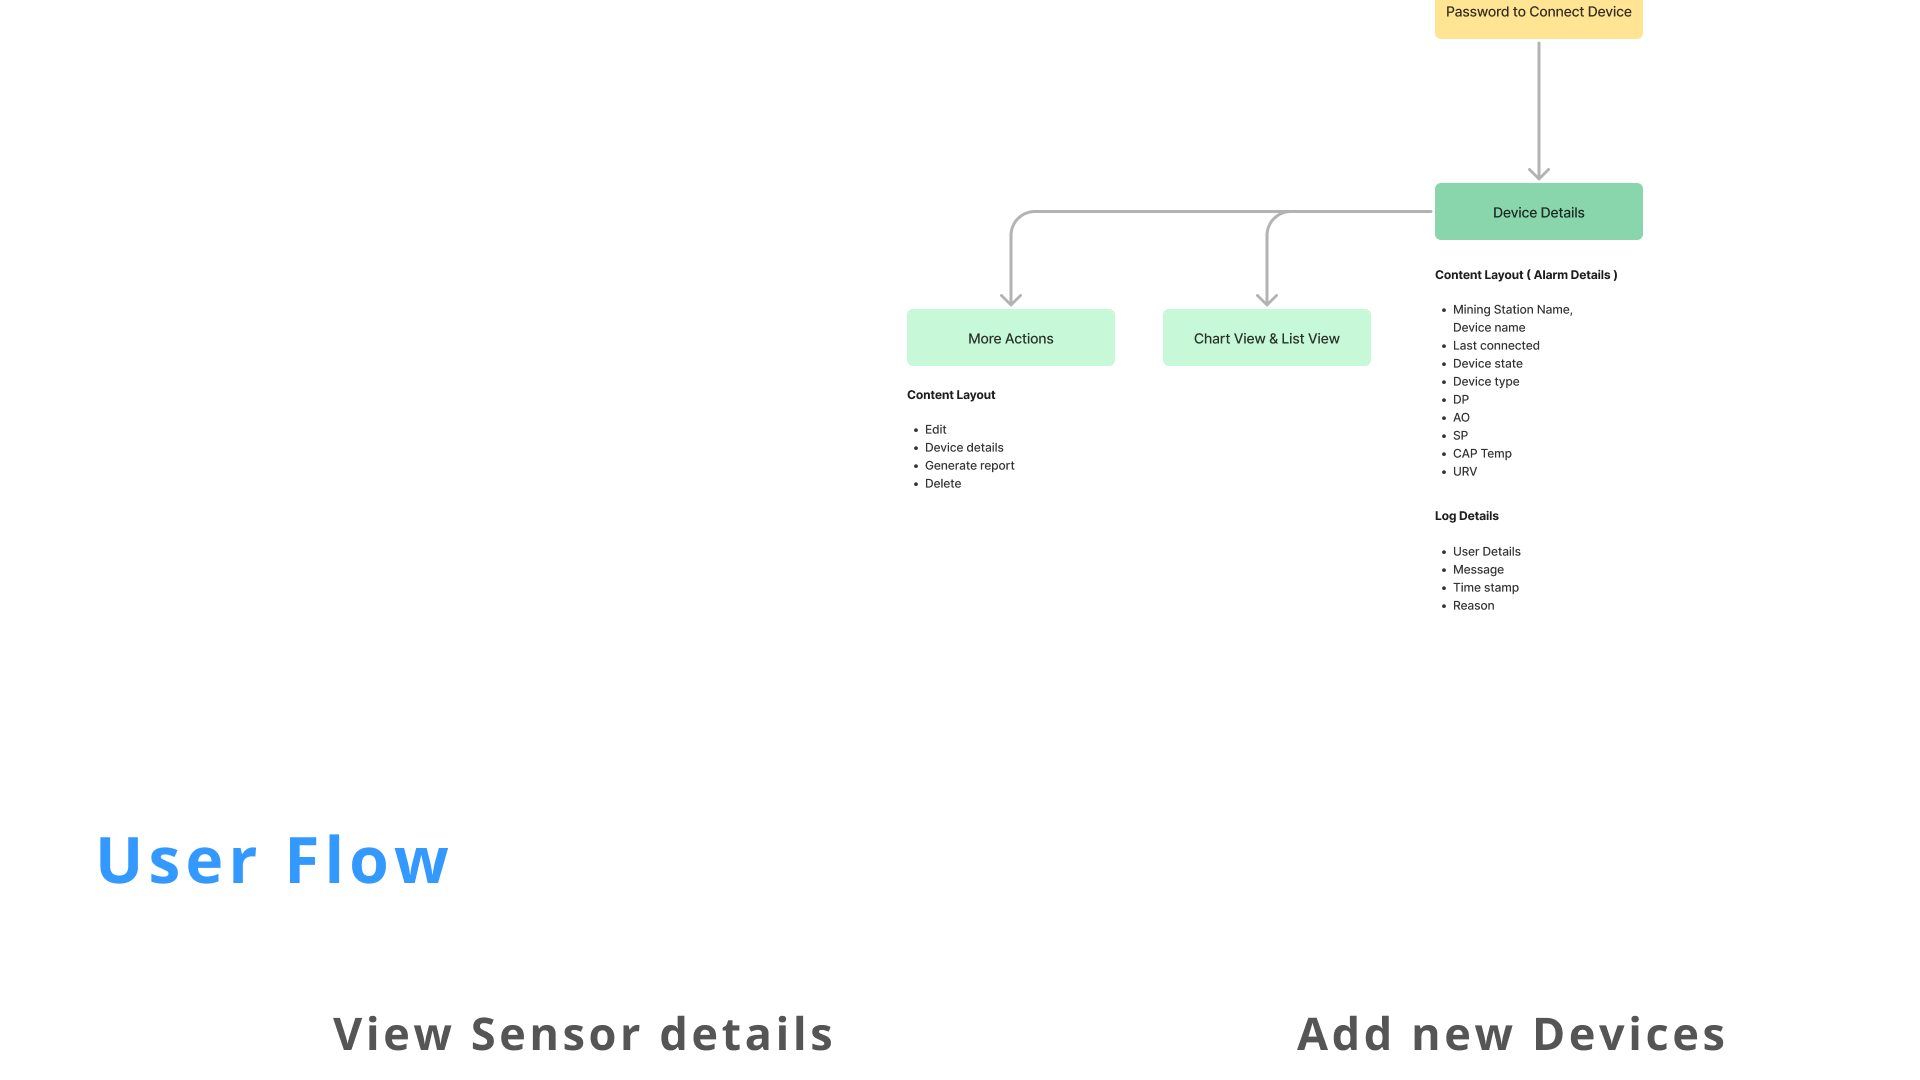 Password to Connect Device
Device Details
Content Layout ( Alarm Details )
• Mining Station Name,
Device name
• Last connected
• Device state
• Device type
• DP
• AO
• SP
• CAP Temp
• URV
Log Details
• User Details
• Message
• Time stamp
• Reason
More Actions
Content Layout
• Edit
• Device details
• Generate report
• Delete
Chart View & List View
User Flow
View Sensor details
Add new Devices